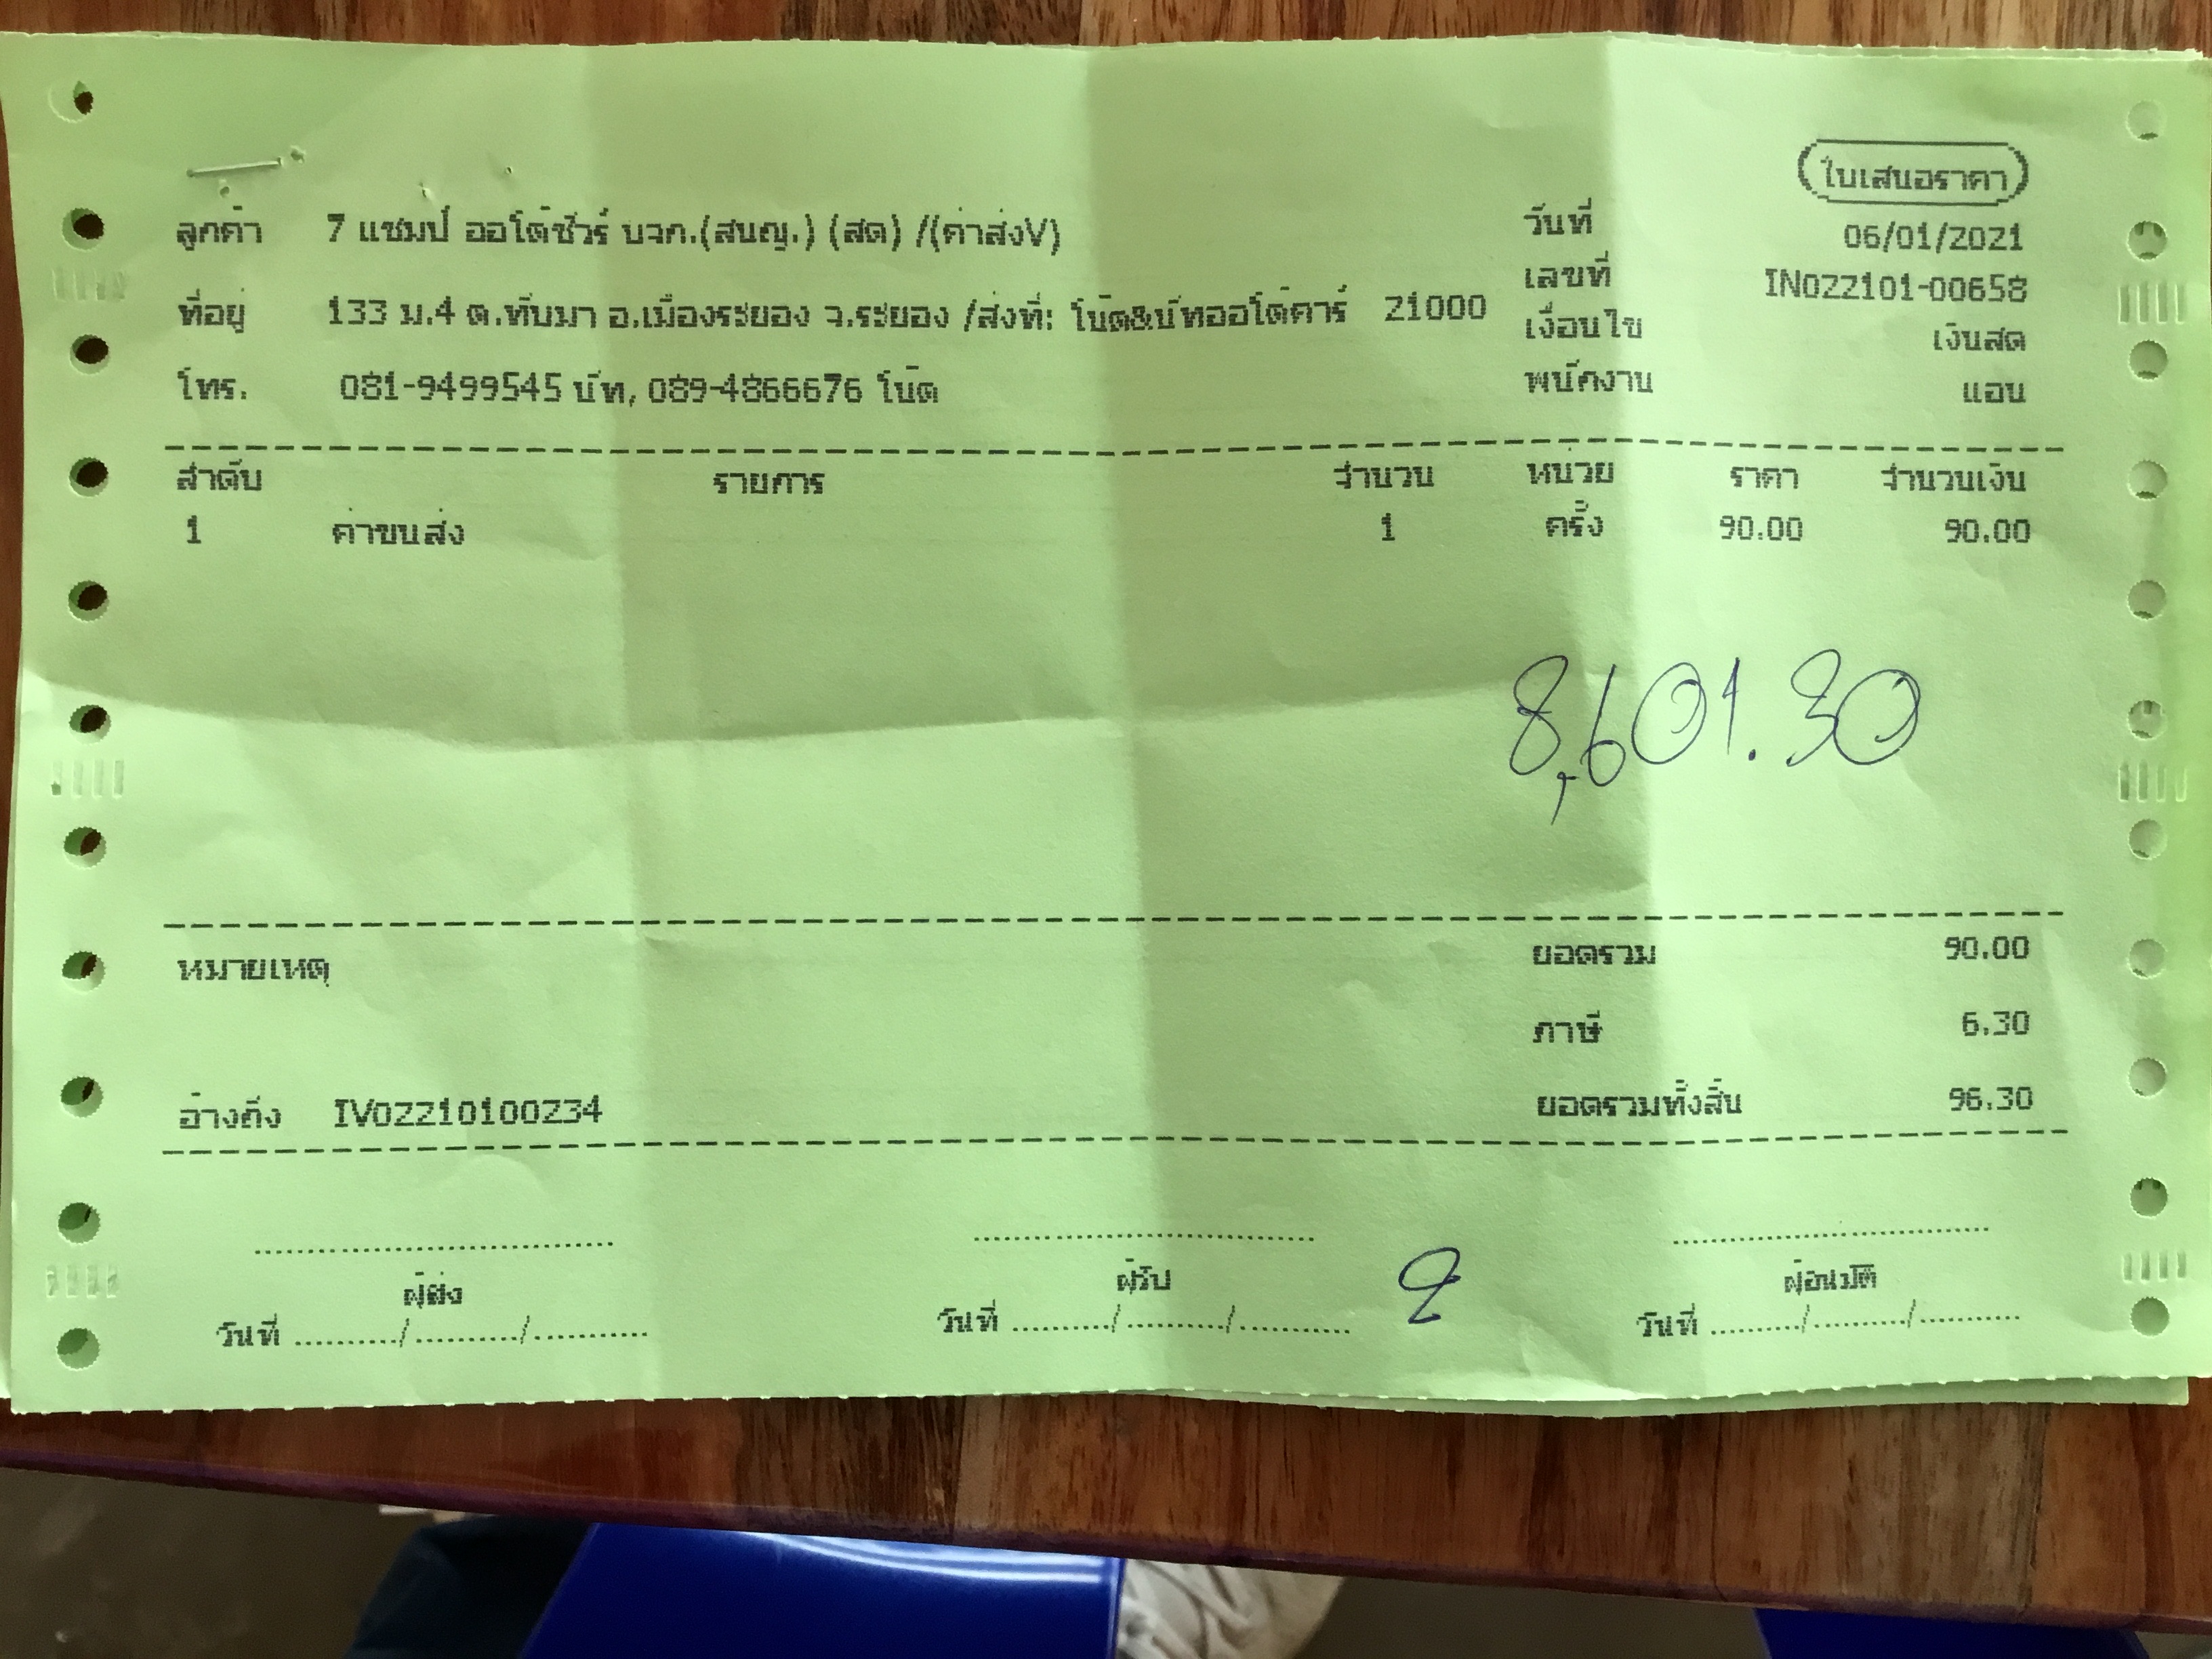 ใบเสนอราคา
ลูกค้า 7 แชมป์ ออโต้ชัวร์ บจก.(สนญ.) (สด) /(ค่าส่งV) วันที่ 06/01/2021
เลขที่ IN022101-00658
ที่อยู่ 133 ม.4 ต.ทับมา อ.เมืองระยอง จ.ระยอง /ส่งที่: โน๊ต&นัทออโต้คาร์ 21000
เงื่อนไข เงินสด
โทร. 081-9499545 นัท, 089-4866676 โน๊ต พนักงาน แอน
ลำดับ รายการ จำนวน หน่วย ราคา จำนวนเงิน
1 ค่าขนส่ง 1 ครั้ง 90.00 90.00
8,601.30
หมายเหตุ ยอดรวม 90.00
ภาษี 6.30
อ้างถึง IV02210100234 ยอดรวมทั้งสิ้น 96.30
ผู้ส่ง ผู้รับ ผู้อนุมัติ
วันที่ ........../........../........... วันที่ ........../........../........... วันที่ ........../........../...........